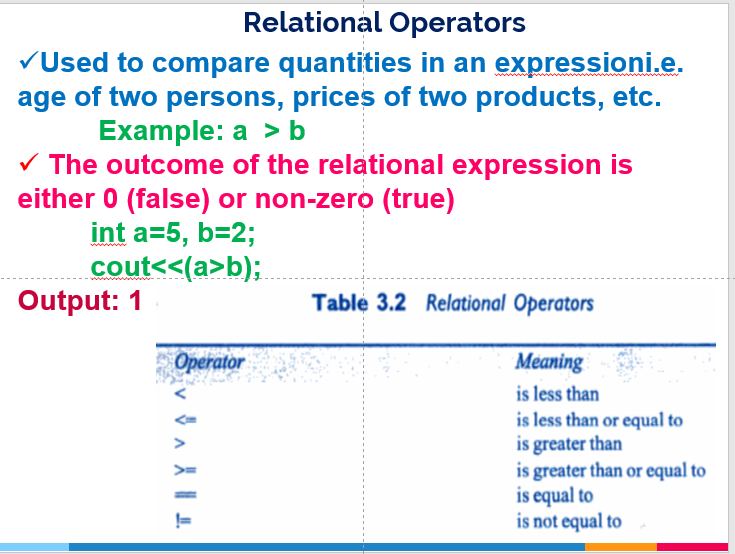 Relational Operators
✓Used to compare quantities in an expressioni.e.
age of two persons, prices of two products, etc.
Example: a > b
✓ The outcome of the relational expression is
either 0 (false) or non-zero (true)
int a=5, b=2;
cout<<(a>b);
Output: 1
Table 3.2 Relational Operators
Operator Meaning
< is less than
<= is less than or equal to
> is greater than
>= is greater than or equal to
== is equal to
!= is not equal to